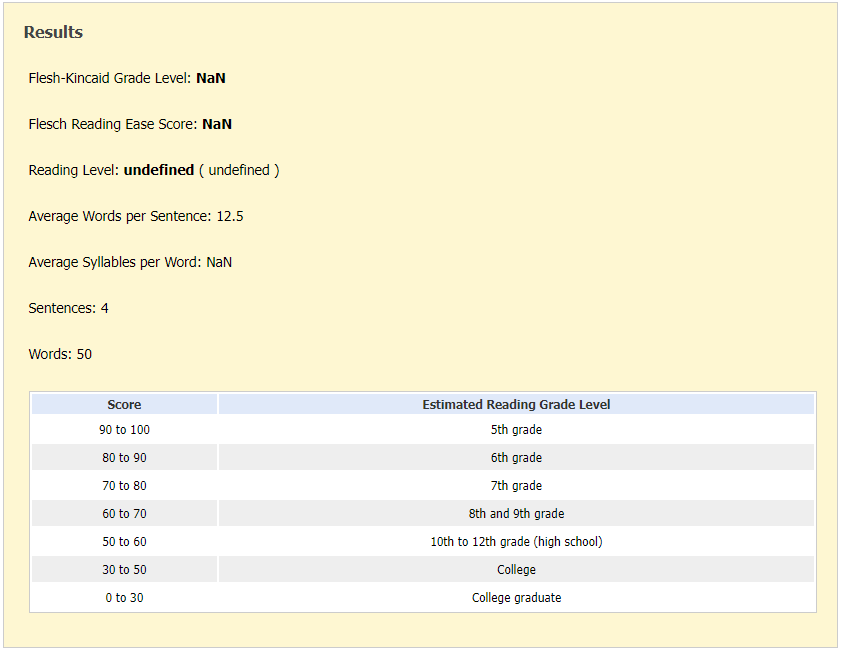 Results
Flesh-Kincaid Grade Level: NaN
Flesch Reading Ease Score: NaN
Reading Level: undefined ( undefined )
Average Words per Sentence: 12.5
Average Syllables per Word: NaN
Sentences: 4
Words: 50
Score Estimated Reading Grade Level
90 to 100 5th grade
80 to 90 6th grade
70 to 80 7th grade
60 to 70 8th and 9th grade
50 to 60 10th to 12th grade (high school)
30 to 50 College
0 to 30 College graduate